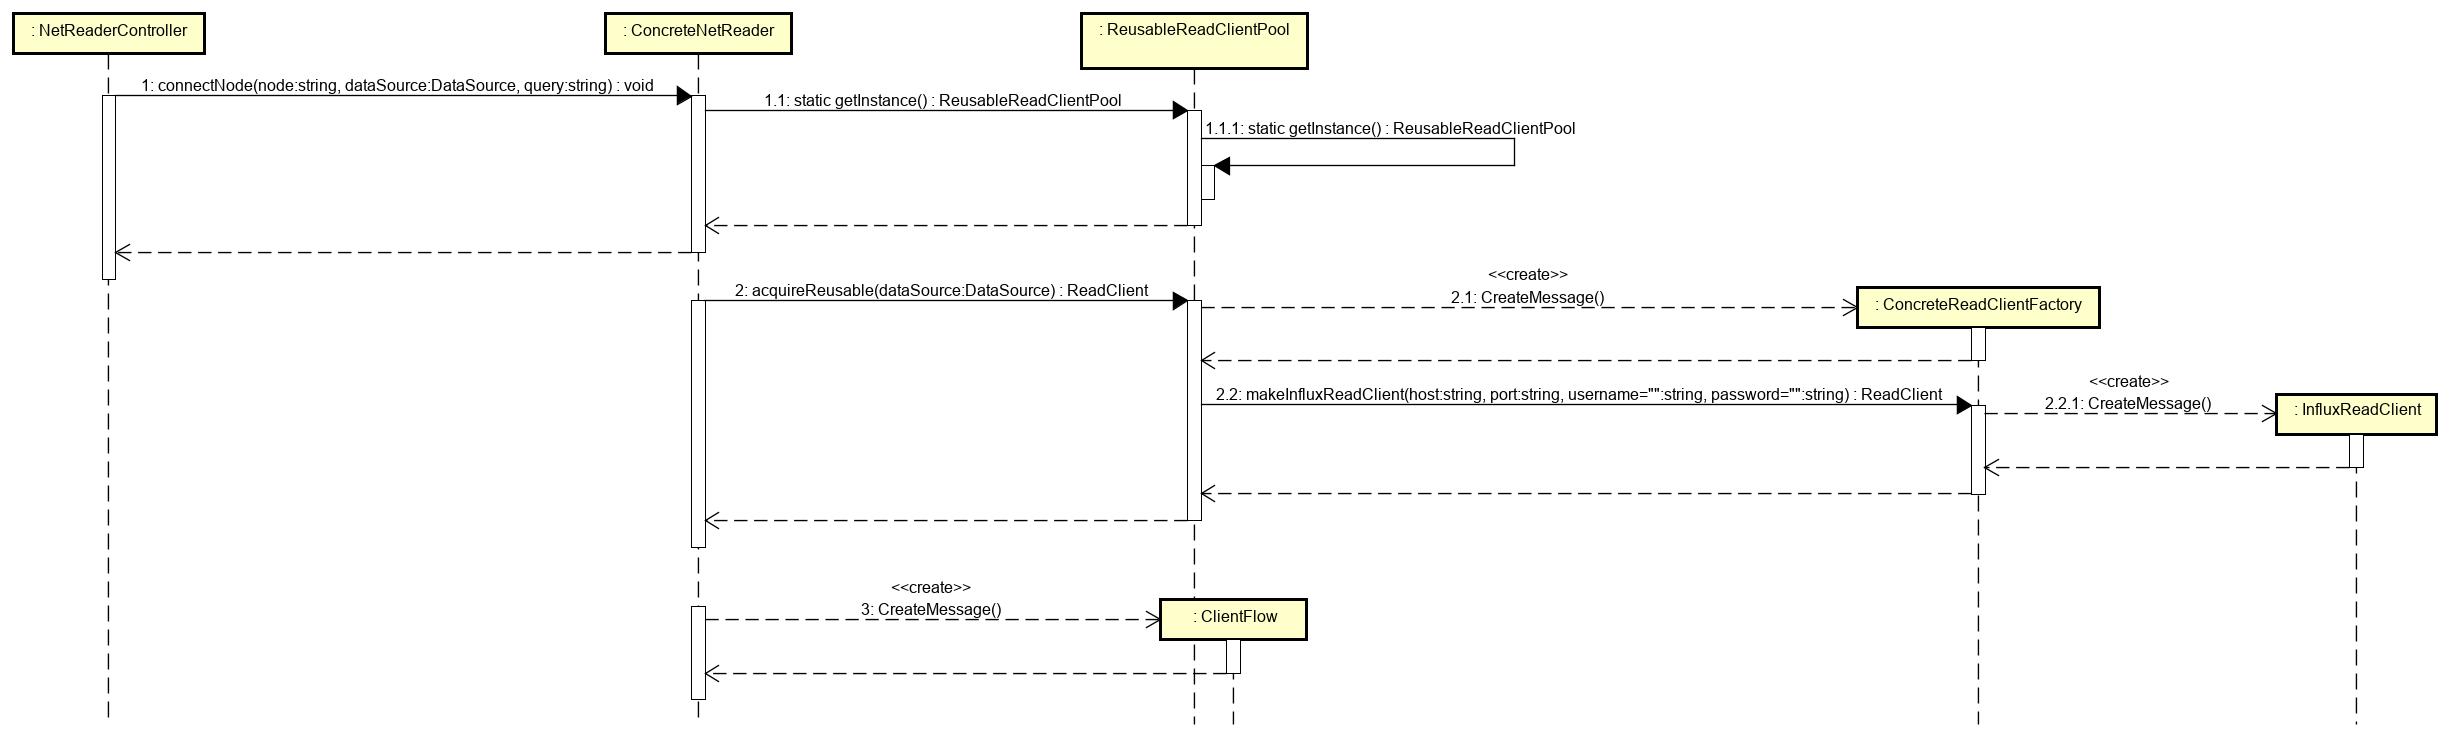 : NetReaderController
: ConcreteNetReader
: ReusableReadClientPool
1: connectNode(node:string, dataSource:DataSource, query:string) : void
1.1: static getInstance() : ReusableReadClientPool
1.1.1: static getInstance() : ReusableReadClientPool
2: acquireReusable(dataSource:DataSource) : ReadClient
<<create>>
2.1: CreateMessage()
: ConcreteReadClientFactory
2.2: makeInfluxReadClient(host:string, port:string, username="":string, password="":string) : ReadClient
<<create>>
2.2.1: CreateMessage()
: InfluxReadClient
<<create>>
3: CreateMessage()
: ClientFlow